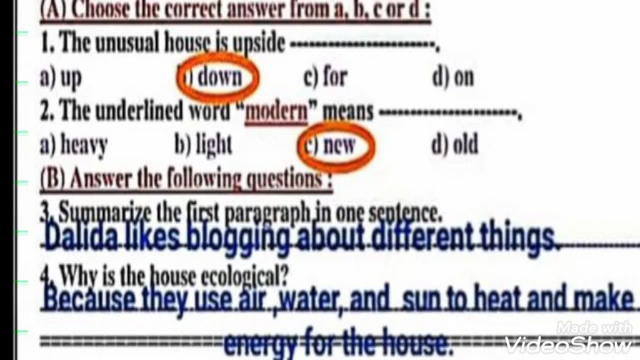 (A) Choose the correct answer from a, b, c or d :
1. The unusual house is upside ----------------------.
a) up b) down c) for d) on
2. The underlined word “modern” means --------------------.
a) heavy b) light c) new d) old
(B) Answer the following questions :
3. Summarize the first paragraph in one sentence.
Dalida likes blogging about different things.
4. Why is the house ecological?
Because they use air ,water, and sun to heat and make
energy for the house.
Made with
VideoShow